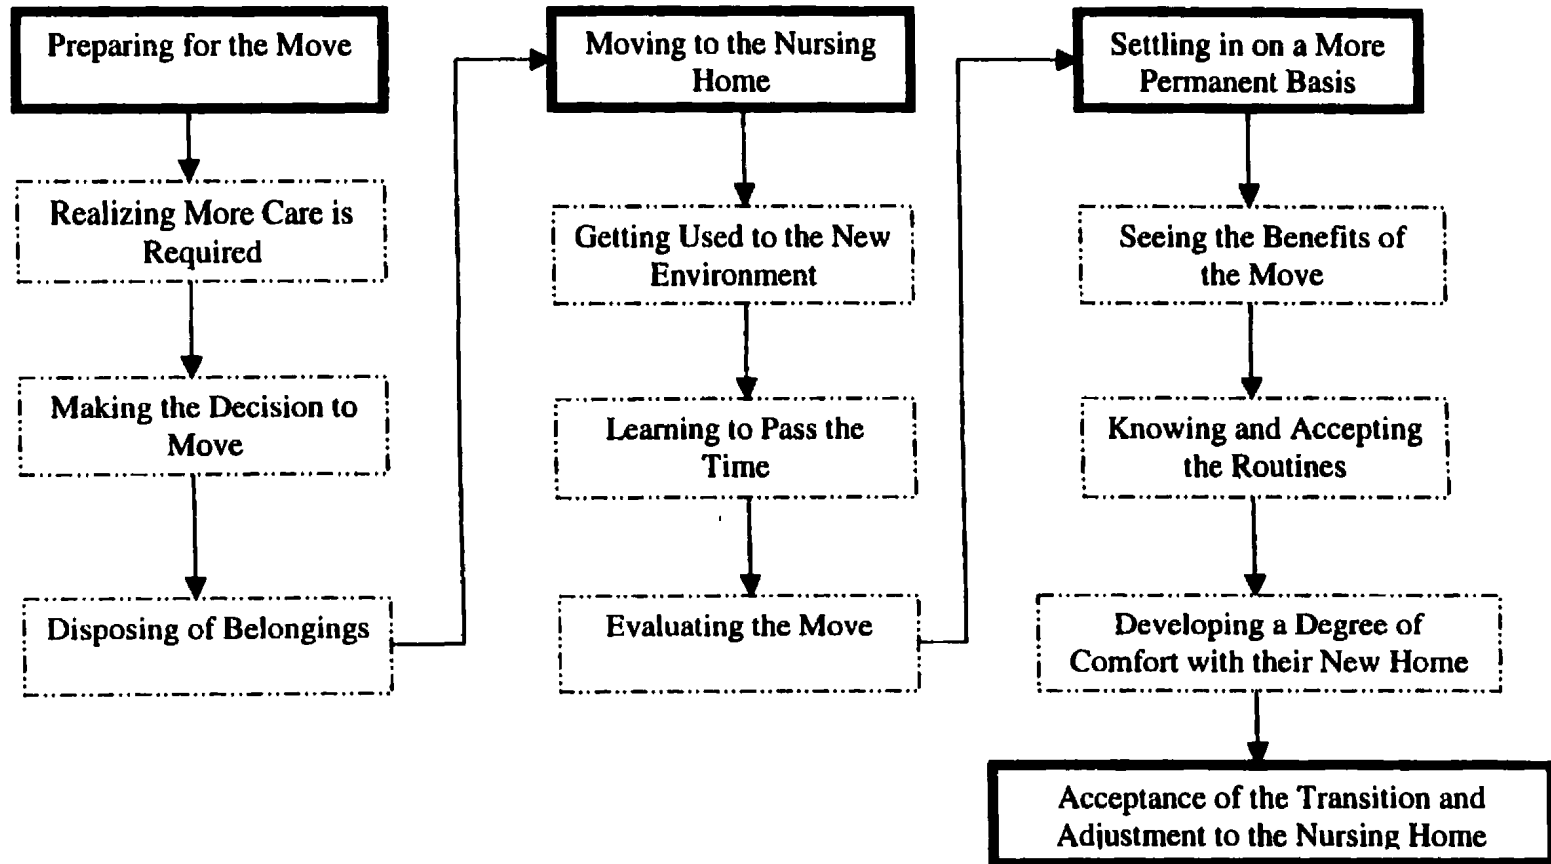 Preparing for the Move
Realizing More Care is
Required
Making the Decision to
Move
Disposing of Belongings
Moving to the Nursing
Home
Getting Used to the New
Environment
Learning to Pass the
Time
Evaluating the Move
Settling in on a More
Permanent Basis
Seeing the Benefits of
the Move
Knowing and Accepting
the Routines
Developing a Degree of
Comfort with their New Home
Acceptance of the Transition and
Adjustment to the Nursing Home